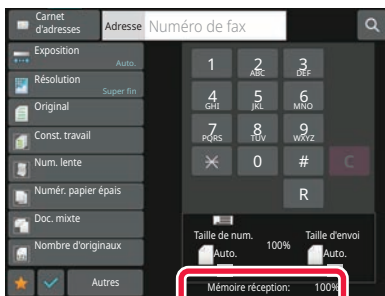 Carnet
d'adresses
Adresse
Numéro de fax
Exposition
Auto.
Résolution
Super fin
Original
Const. travail
Num. lente
Numér. papier
épais
Doc. mixte
Nombre d'originaux
Autres
1
2
ABC
3
DEF
4
GHI
5
JKL
6
MNO
7
PQRS
8
TUV
9
WXYZ
0
#
C
R
Taille de num.
100%
Taille d'envoi
Auto.
Auto.
Mémoire réception: 100%